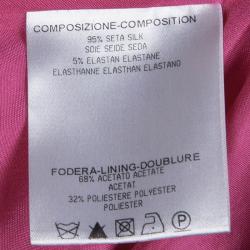 COMPOSIZIONE-COMPOSITION
95% SETA SILK
SOIE SEIDE SEDA
5% ELASTAN ELASTANE
ELASTHANNE ELASTHAN ELASTANO
FODERA-LINING-DOUBLURE
68% ACETATO ACETATE
ACETAT
32% POLIESTERE POLYESTER
POLIESTER